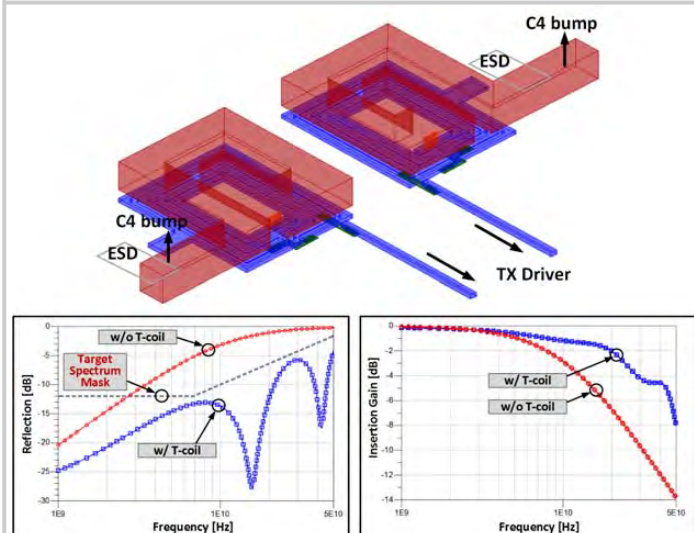 C4 bump
ESD
C4 bump
ESD
TX Driver
0
-5
-10
-15
-20
-25
-30
Reflection [dB]
w/o T-coil
Target
Spectrum
Mask
w/ T-coil
1E9
1E10
5E10
Frequency [Hz]
0
-2
-4
-6
-8
-10
-12
-14
Insertion Gain [dB]
w/ T-coil
w/o T-coil
1E9
1E10
5E10
Frequency [Hz]